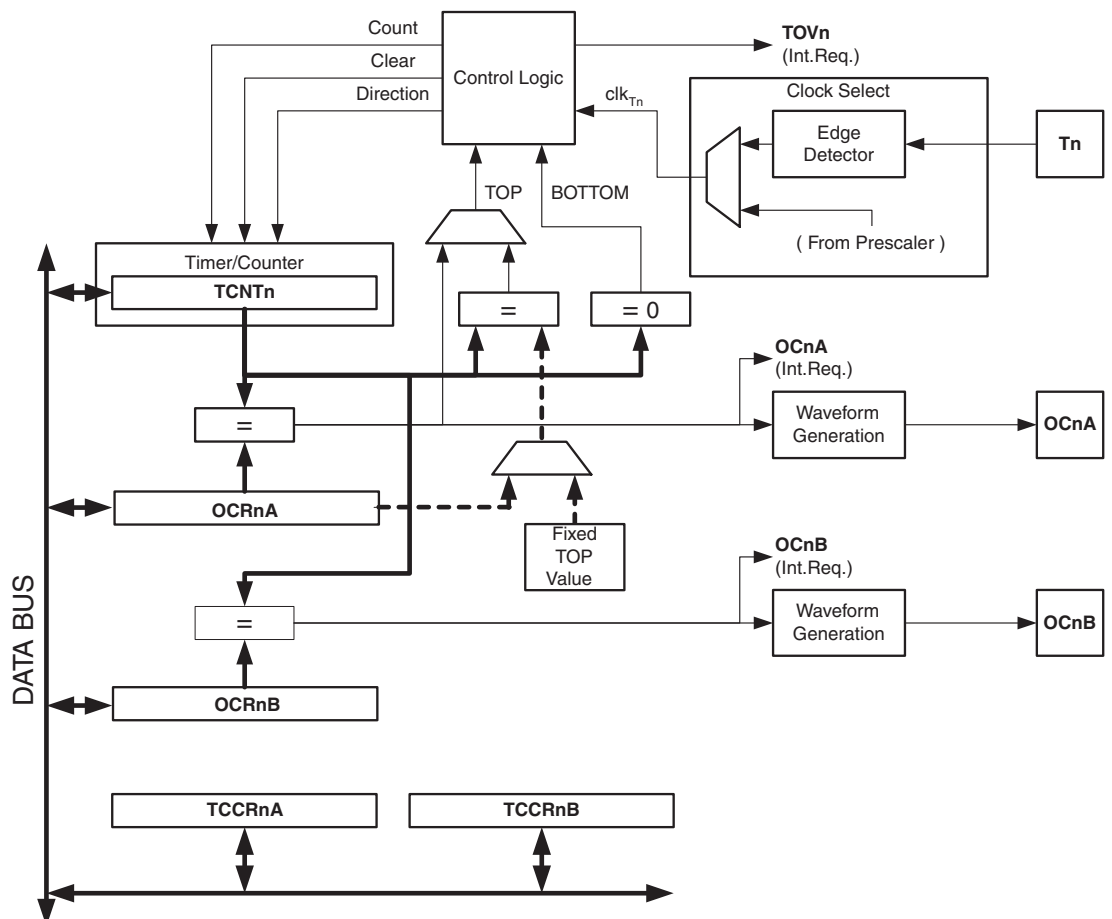 Count
Clear
Direction
Control Logic
TOVn
(Int.Req.)
clkTn
Clock Select
Edge
Detector
Tn
( From Prescaler )
TOP
BOTTOM
Timer/Counter
TCNTn
=
= 0
OCnA
(Int.Req.)
=
Waveform
Generation
OCnA
OCRnA
Fixed
TOP
Value
OCnB
(Int.Req.)
=
Waveform
Generation
OCnB
OCRnB
DATA BUS
TCCRnA
TCCRnB